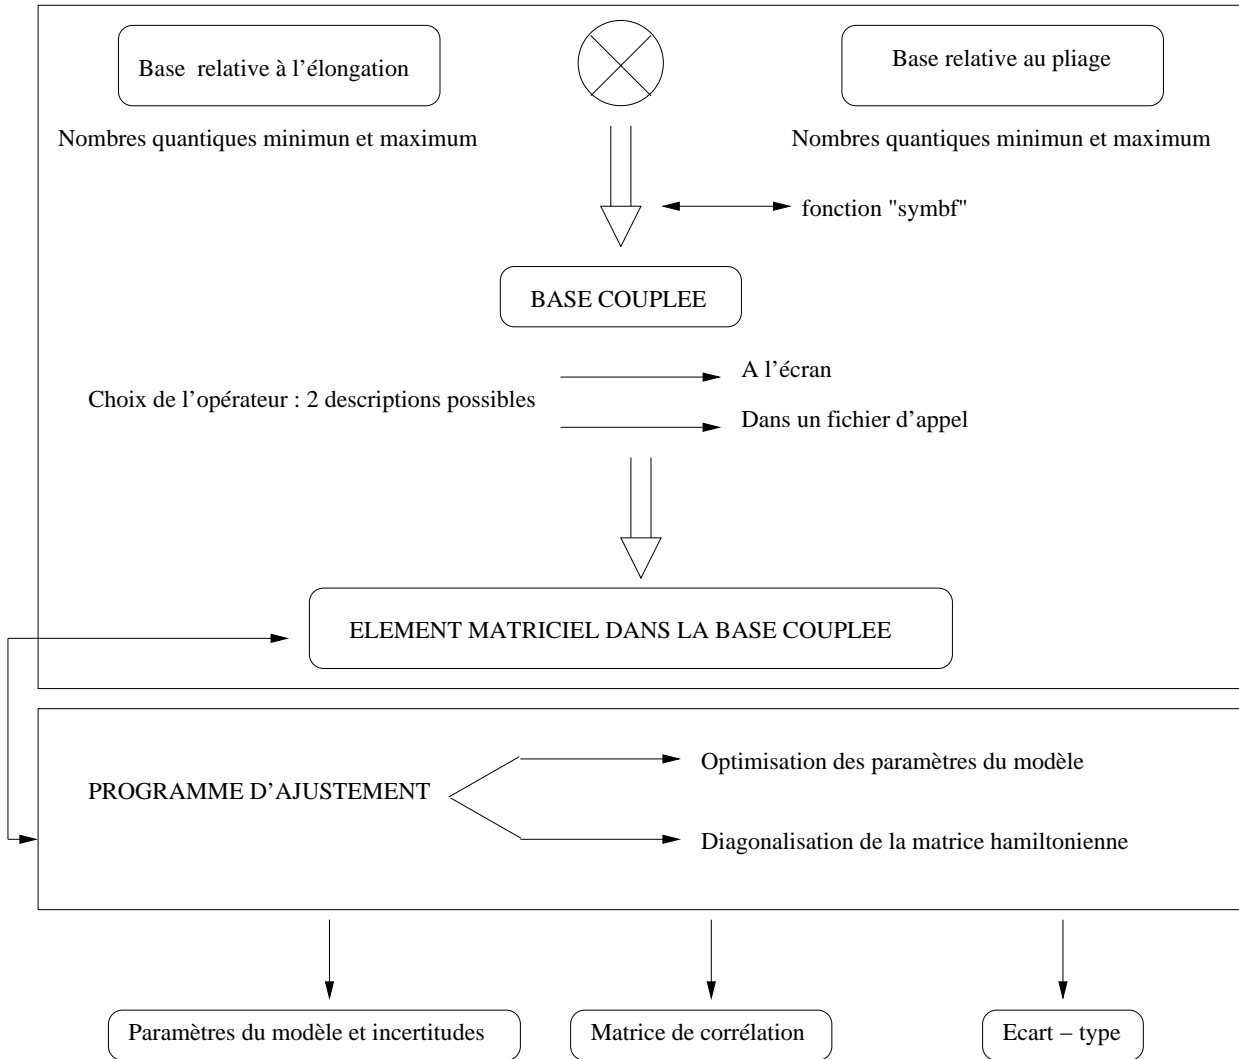 Base relative à l’élongation
Base relative au pliage
Nombres quantiques minimun et maximum
Nombres quantiques minimun et maximum
fonction "symbf"
BASE COUPLEE
A l’écran
Choix de l’opérateur : 2 descriptions possibles
Dans un fichier d’appel
ELEMENT MATRICIEL DANS LA BASE COUPLEE
Optimisation des paramètres du modèle
PROGRAMME D’AJUSTEMENT
Diagonalisation de la matrice hamiltonienne
Paramètres du modèle et incertitudes
Matrice de corrélation
Ecart – type